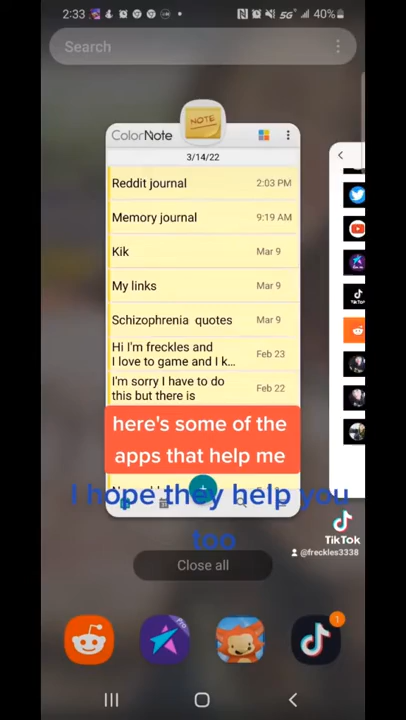 2:33
5G
40%
Search
NOTE
ColorNote
3/14/22
Reddit journal 2:03 PM
Memory journal 9:19 AM
Kik Mar 9
My links Mar 9
Schizophrenia quotes Mar 9
Hi I'm freckles and
I love to game and I k... Feb 23
I'm sorry I have to do
this but there is Feb 22
here's some of the
apps that help me
I hope they help you
too
TikTok
@freckles3338
Close all
PRO
1